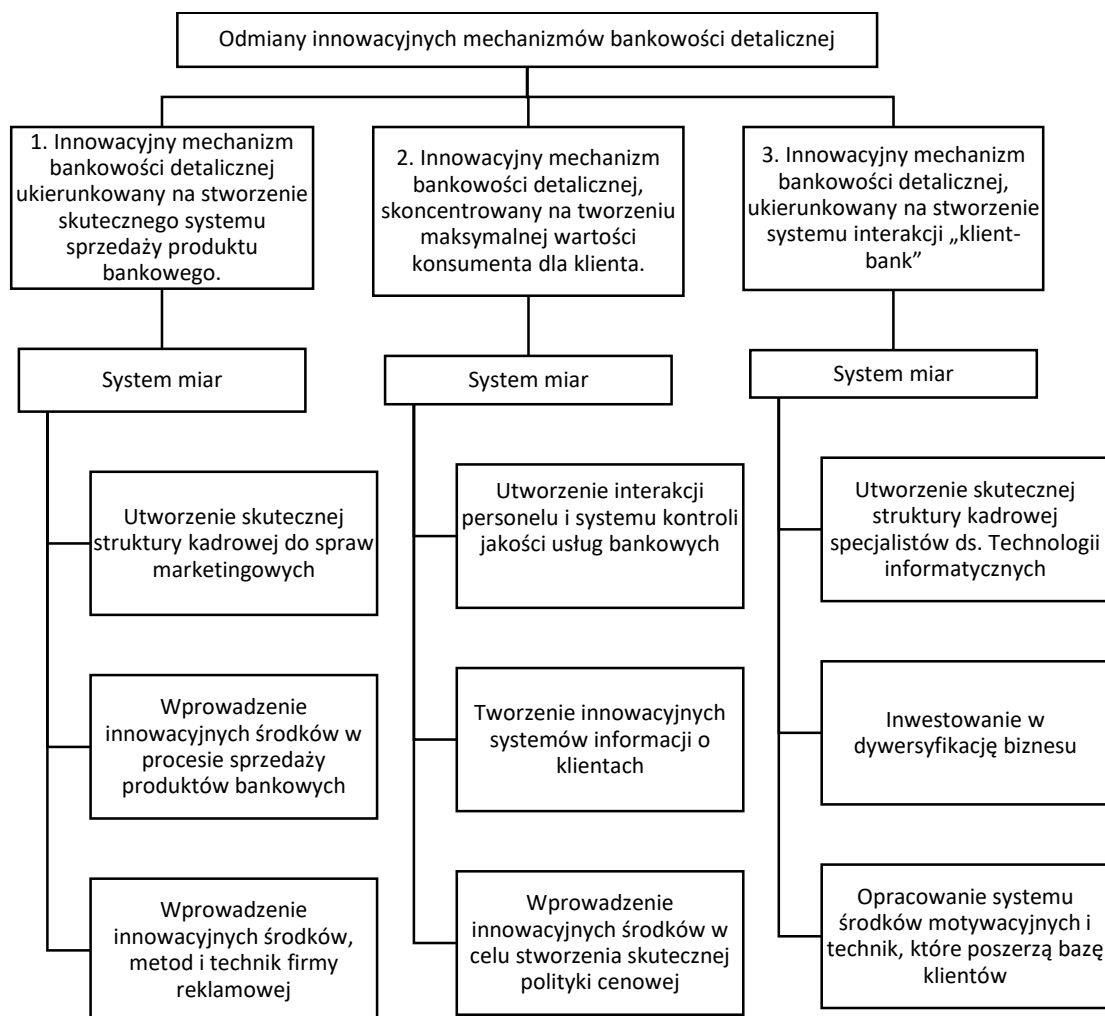 Odmiany innowacyjnych mechanizmów bankowości detalicznej
1. Innowacyjny mechanizm
bankowości detalicznej
ukierunkowany na stworzenie
skutecznego systemu
sprzedaży produktu
bankowego.
2. Innowacyjny mechanizm
bankowości detalicznej,
skoncentrowany na tworzeniu
maksymalnej wartości
konsumenta dla klienta.
3. Innowacyjny mechanizm
bankowości detalicznej,
ukierunkowany na stworzenie
systemu interakcji „klient-
bank”
System miar
System miar
System miar
Utworzenie skutecznej
struktury kadrowej do spraw
marketingowych
Utworzenie interakcji
personelu i systemu kontroli
jakości usług bankowych
Utworzenie skutecznej
struktury kadrowej
specjalistów ds. Technologii
informatycznych
Wprowadzenie
innowacyjnych środków w
procesie sprzedaży
produktów bankowych
Tworzenie innowacyjnych
systemów informacji o
klientach
Inwestowanie w
dywersyfikację biznesu
Wprowadzenie
innowacyjnych środków,
metod i technik firmy
reklamowej
Wprowadzenie
innowacyjnych środków w
celu stworzenia skutecznej
polityki cenowej
Opracowanie systemu
środków motywacyjnych i
technik, które poszerzą bazę
klientów